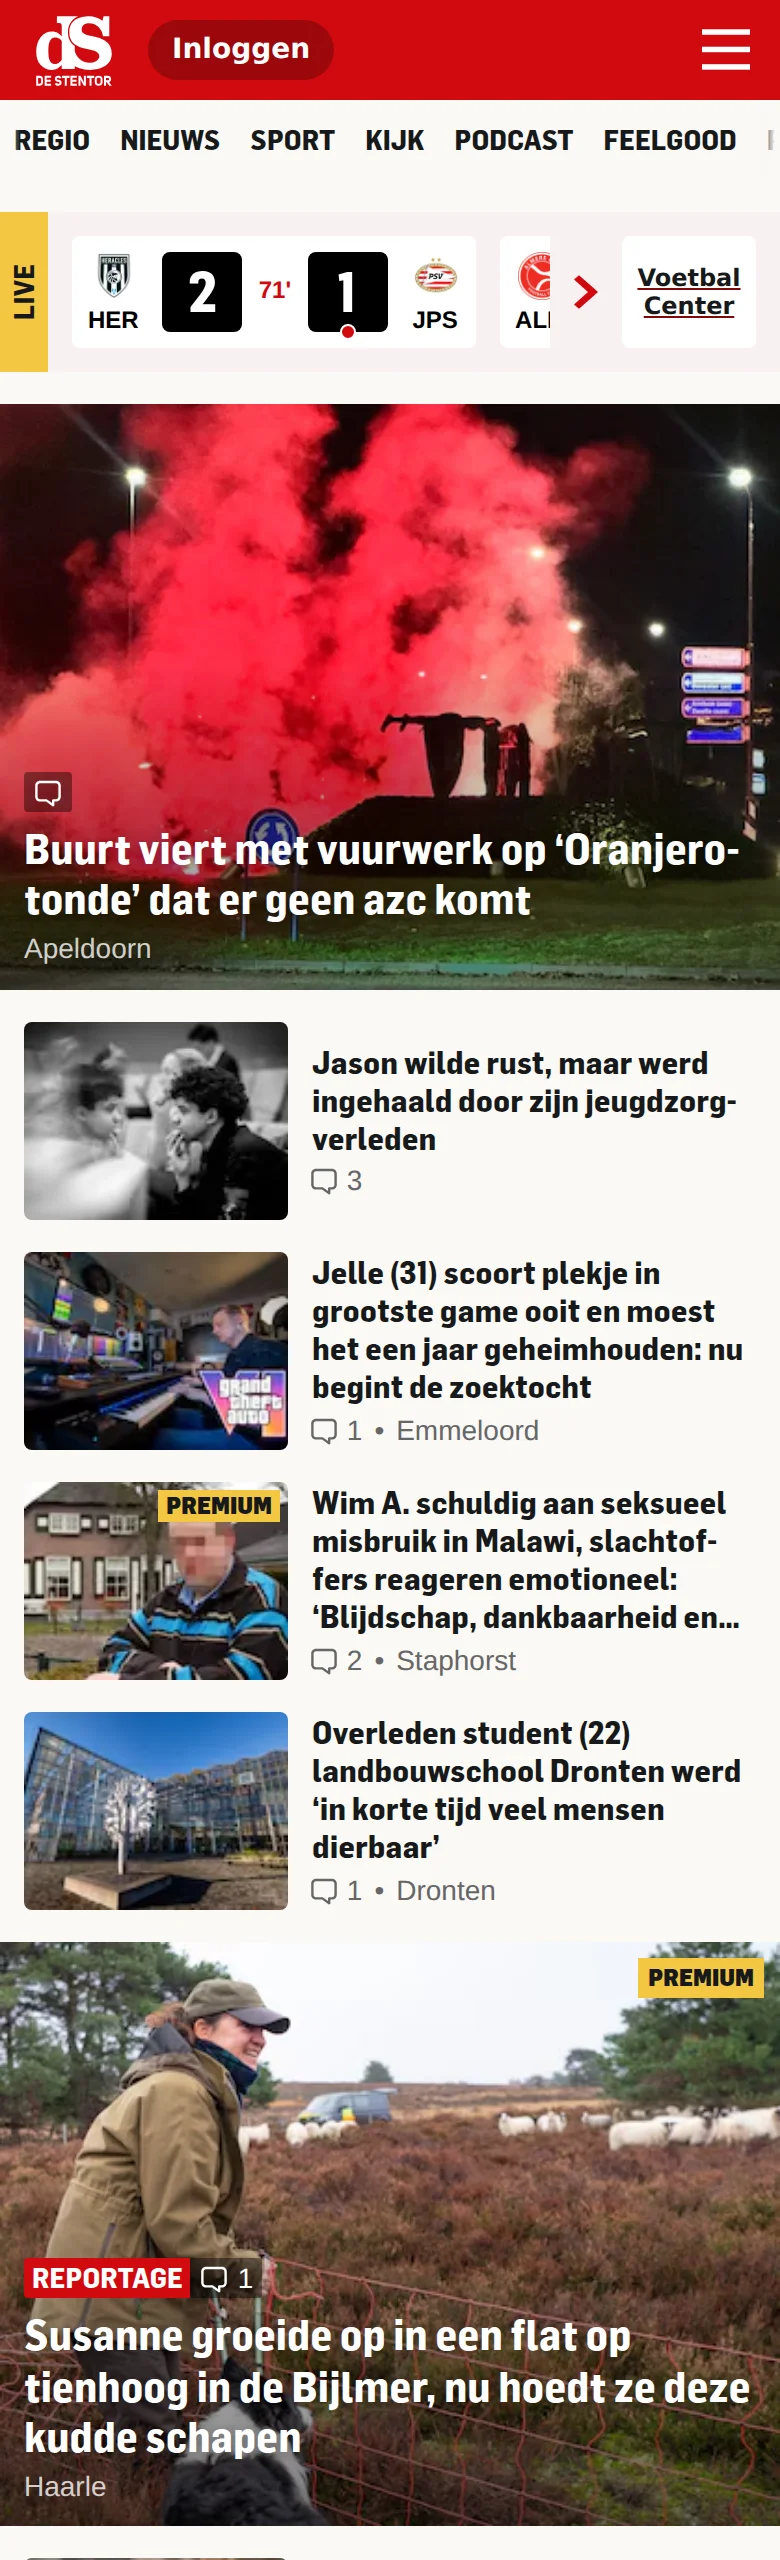 dS
DE STENTOR
Inloggen
REGIO NIEUWS SPORT KIJK PODCAST FEELGOOD
LIVE
HERACLES
HER
2
71'
1
PSV
JPS
Voetbal
Center
Buurt viert met vuurwerk op ‘Oranjero-
tonde’ dat er geen azc komt
Apeldoorn
Jason wilde rust, maar werd
ingehaald door zijn jeugdzorg-
verleden
3
grand
theft
auto
Jelle (31) scoort plekje in
grootste game ooit en moest
het een jaar geheimhouden: nu
begint de zoektocht
1 • Emmeloord
PREMIUM
Wim A. schuldig aan seksueel
misbruik in Malawi, slachtof-
fers reageren emotioneel:
‘Blijdschap, dankbaarheid en...
2 • Staphorst
Overleden student (22)
landbouwschool Dronten werd
‘in korte tijd veel mensen
dierbaar’
1 • Dronten
PREMIUM
REPORTAGE 1
Susanne groeide op in een flat op
tienhoog in de Bijlmer, nu hoedt ze deze
kudde schapen
Haarle